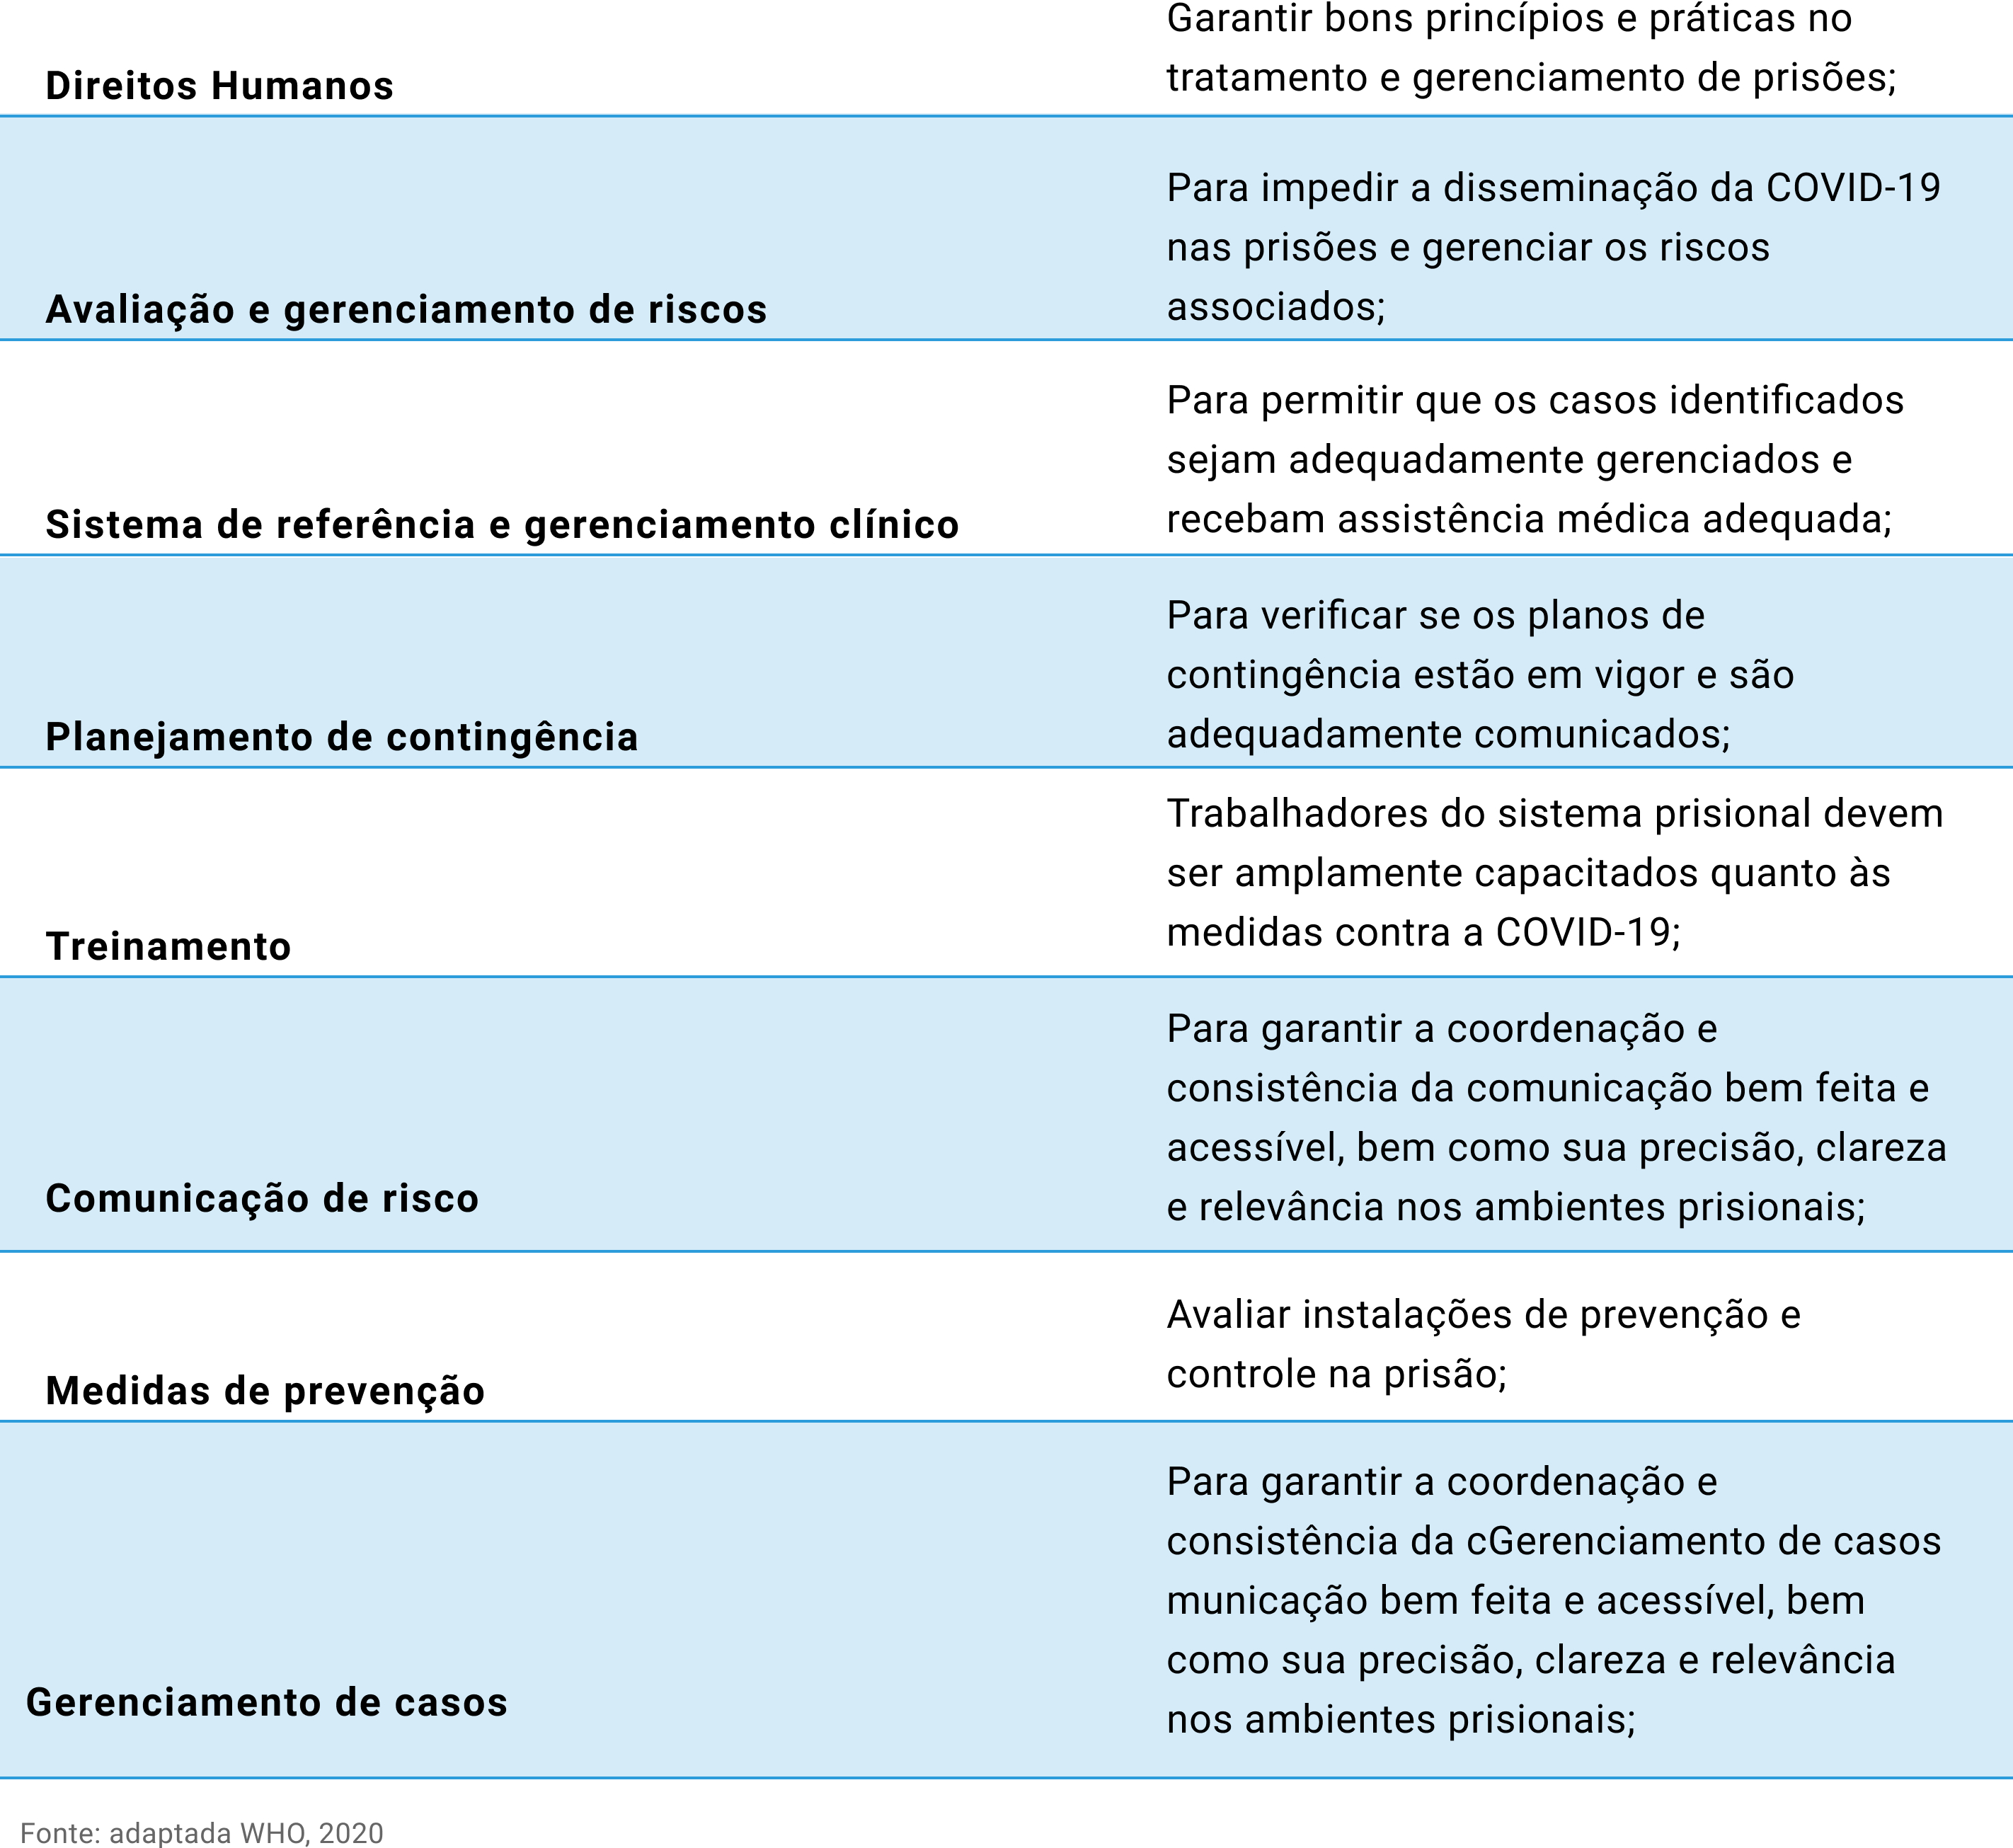 Garantir bons princípios e práticas no
tratamento e gerenciamento de prisões;
Direitos Humanos
Para impedir a disseminação da COVID-19
nas prisões e gerenciar os riscos
associados;
Avaliação e gerenciamento de riscos
Para permitir que os casos identificados
sejam adequadamente gerenciados e
recebam assistência médica adequada;
Sistema de referência e gerenciamento clínico
Para verificar se os planos de
contingência estão em vigor e são
adequadamente comunicados;
Planejamento de contingência
Trabalhadores do sistema prisional devem
ser amplamente capacitados quanto às
medidas contra a COVID-19;
Treinamento
Para garantir a coordenação e
consistência da comunicação bem feita e
acessível, bem como sua precisão, clareza
e relevância nos ambientes prisionais;
Comunicação de risco
Avaliar instalações de prevenção e
controle na prisão;
Medidas de prevenção
Para garantir a coordenação e
consistência da cGerenciamento de casos
municação bem feita e acessível, bem
como sua precisão, clareza e relevância
nos ambientes prisionais;
Gerenciamento de casos
Fonte: adaptada WHO, 2020